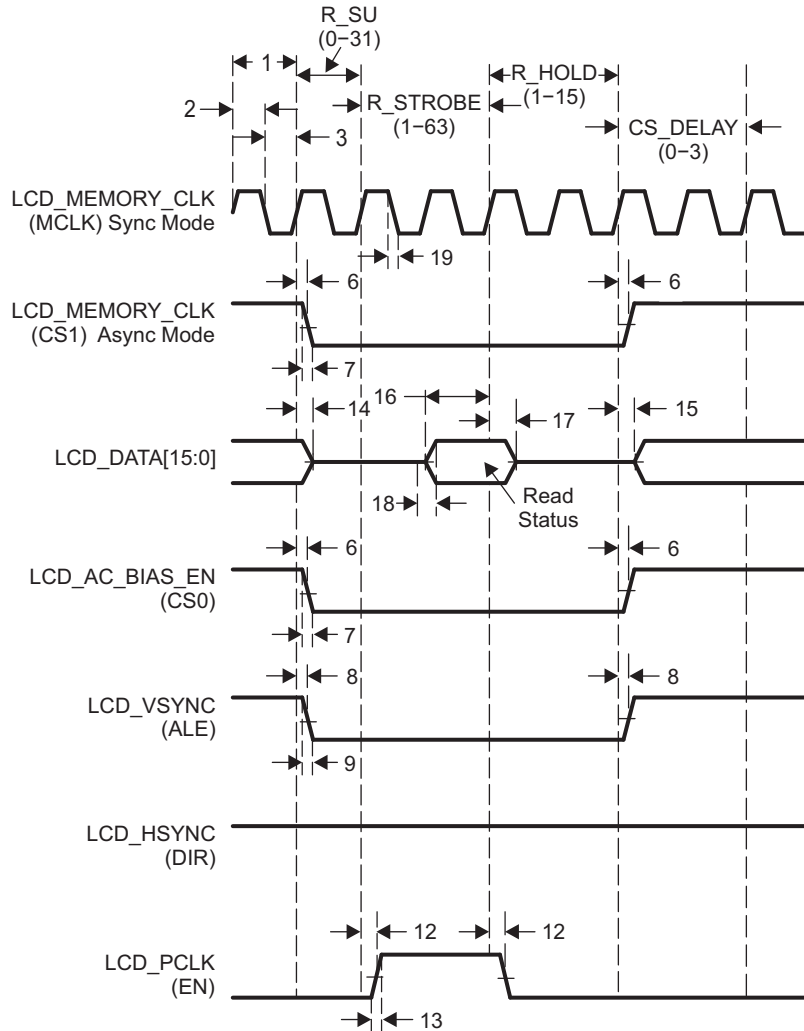 R_SU
(0−31)
1
R_HOLD
(1−15)
R_STROBE
(1−63)
2
3
CS_DELAY
(0−3)
LCD_MEMORY_CLK
(MCLK) Sync Mode
19
6
6
LCD_MEMORY_CLK
(CS1) Async Mode
7
16
14
17
15
LCD_DATA[15:0]
18
Read
Status
6
6
LCD_AC_BIAS_EN
(CS0)
7
8
8
LCD_VSYNC
(ALE)
9
LCD_HSYNC
(DIR)
12
12
LCD_PCLK
(EN)
13